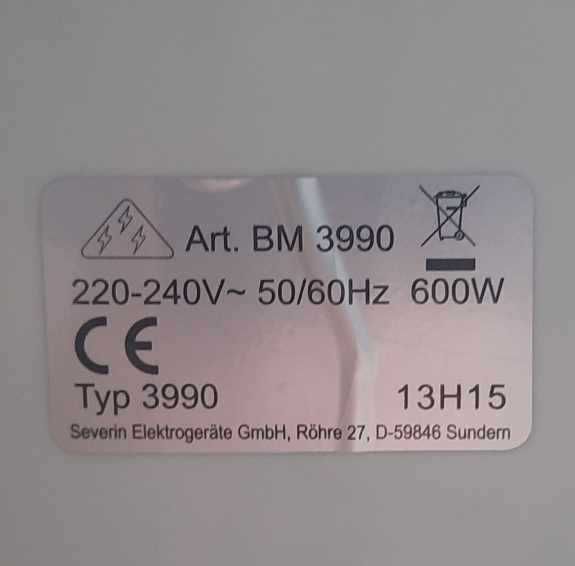 Art. BM 3990
220-240V~ 50/60Hz 600W
CE
Typ 3990 13H15
Severin Elektrogeräte GmbH, Röhre 27, D-59846 Sundern